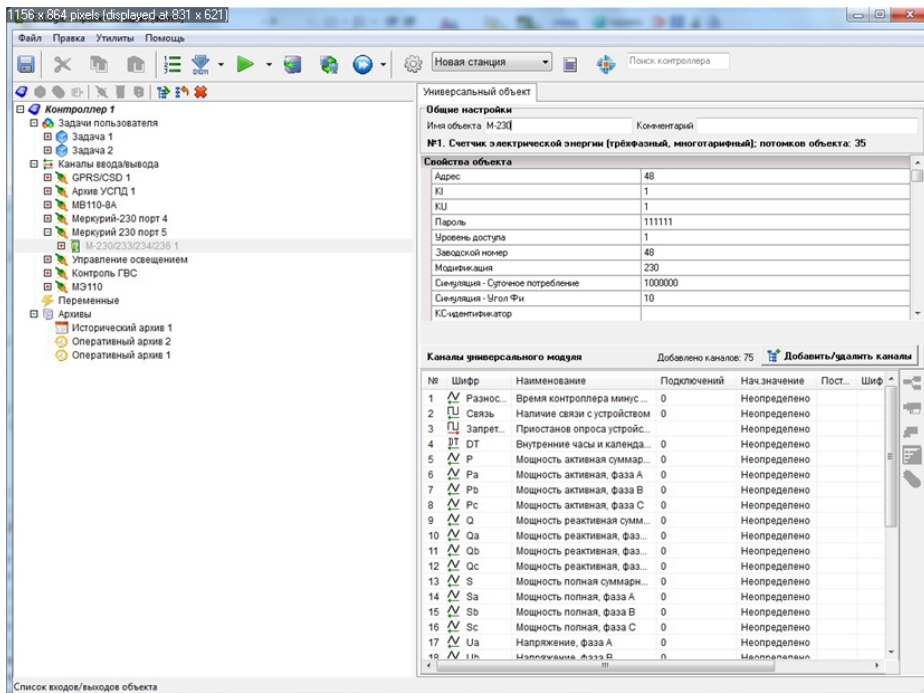 1156 x 864 pixels (displayed at 831 x 621)
Файл Правка Утилиты Помощь
Новая станция
Поиск контроллера
Универсальный объект
Контроллер 1
Задачи пользователя
Задача 1
Задача 2
Каналы ввода/вывода
GPRS/CSD 1
Архив УСПД 1
МВ110-8А
Меркурий-230 порт 4
Меркурий 230 порт 5
М-230/233/234/236 1
Управление освещением
Контроль ГВС
МЭ110
Переменные
Архивы
Исторический архив 1
Оперативный архив 2
Оперативный архив 1
Общие настройки
Имя объекта М-230 Комментарий
№1. Счетчик электрической энергии (трёхфазный, многотарифный); потомков объекта: 35
Свойства объекта
Адрес 48
KI 1
KU 1
Пароль 111111
Уровень доступа 1
Заводской номер 48
Модификация 230
Симуляция - Суточное потребление 1000000
Симуляция - Угол Фи 10
КС-идентификатор
Каналы универсального модуля Добавлено каналов: 75 Добавить/удалить каналы
№ Шифр Наименование Подключений Нач.значение Пост... Шиф
1 Разнос... Время контроллера минус ... 0 Неопределено
2 Связь Наличие связи с устройством 0 Неопределено
3 Запрет... Приостанов опроса устройс... Неопределено
4 DT Внутренние часы и календа... 0 Неопределено
5 P Мощность активная суммар... 0 Неопределено
6 Pa Мощность активная, фаза A 0 Неопределено
7 Pb Мощность активная, фаза B 0 Неопределено
8 Pc Мощность активная, фаза C 0 Неопределено
9 Q Мощность реактивная сумм... 0 Неопределено
10 Qa Мощность реактивная, фаз... 0 Неопределено
11 Qb Мощность реактивная, фаз... 0 Неопределено
12 Qc Мощность реактивная, фаз... 0 Неопределено
13 S Мощность полная суммарн... 0 Неопределено
14 Sa Мощность полная, фаза A 0 Неопределено
15 Sb Мощность полная, фаза B 0 Неопределено
16 Sc Мощность полная, фаза C 0 Неопределено
17 Ua Напряжение, фаза A 0 Неопределено
18 Ub Напряжение, фаза B 0 Неопределено
Список входов/выходов объекта